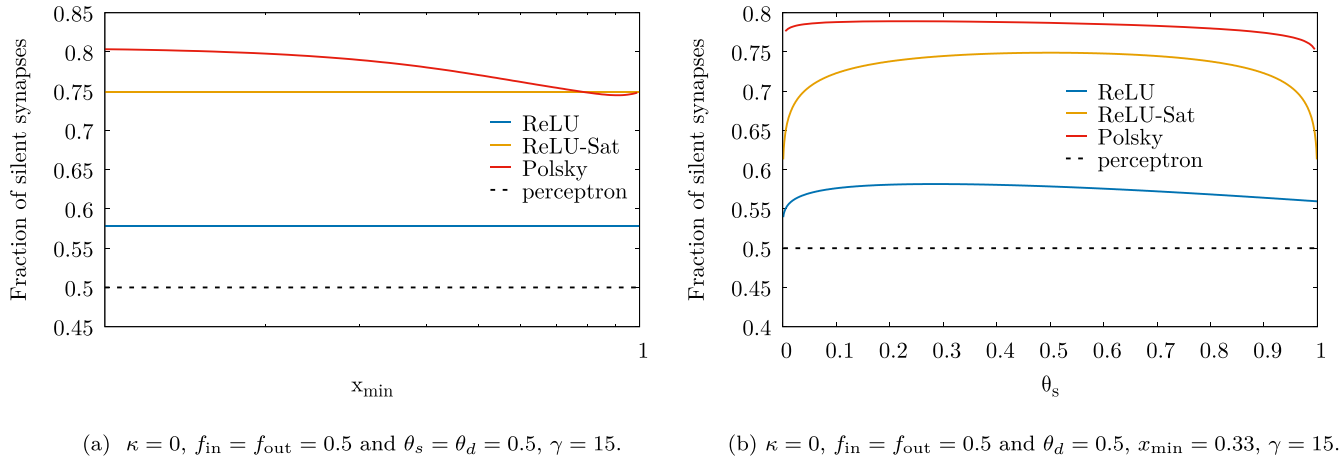 Fraction of silent synapses
0.85
0.8
0.75
0.7
0.65
0.6
0.55
0.5
0.45
ReLU
ReLU-Sat
Polsky
perceptron
1
x_min
(a) κ = 0, f_in = f_out = 0.5 and θ_s = θ_d = 0.5, γ = 15.
Fraction of silent synapses
0.8
0.75
0.7
0.65
0.6
0.55
0.5
0.45
0.4
ReLU
ReLU-Sat
Polsky
perceptron
0 0.1 0.2 0.3 0.4 0.5 0.6 0.7 0.8 0.9 1
θ_s
(b) κ = 0, f_in = f_out = 0.5 and θ_d = 0.5, x_min = 0.33, γ = 15.